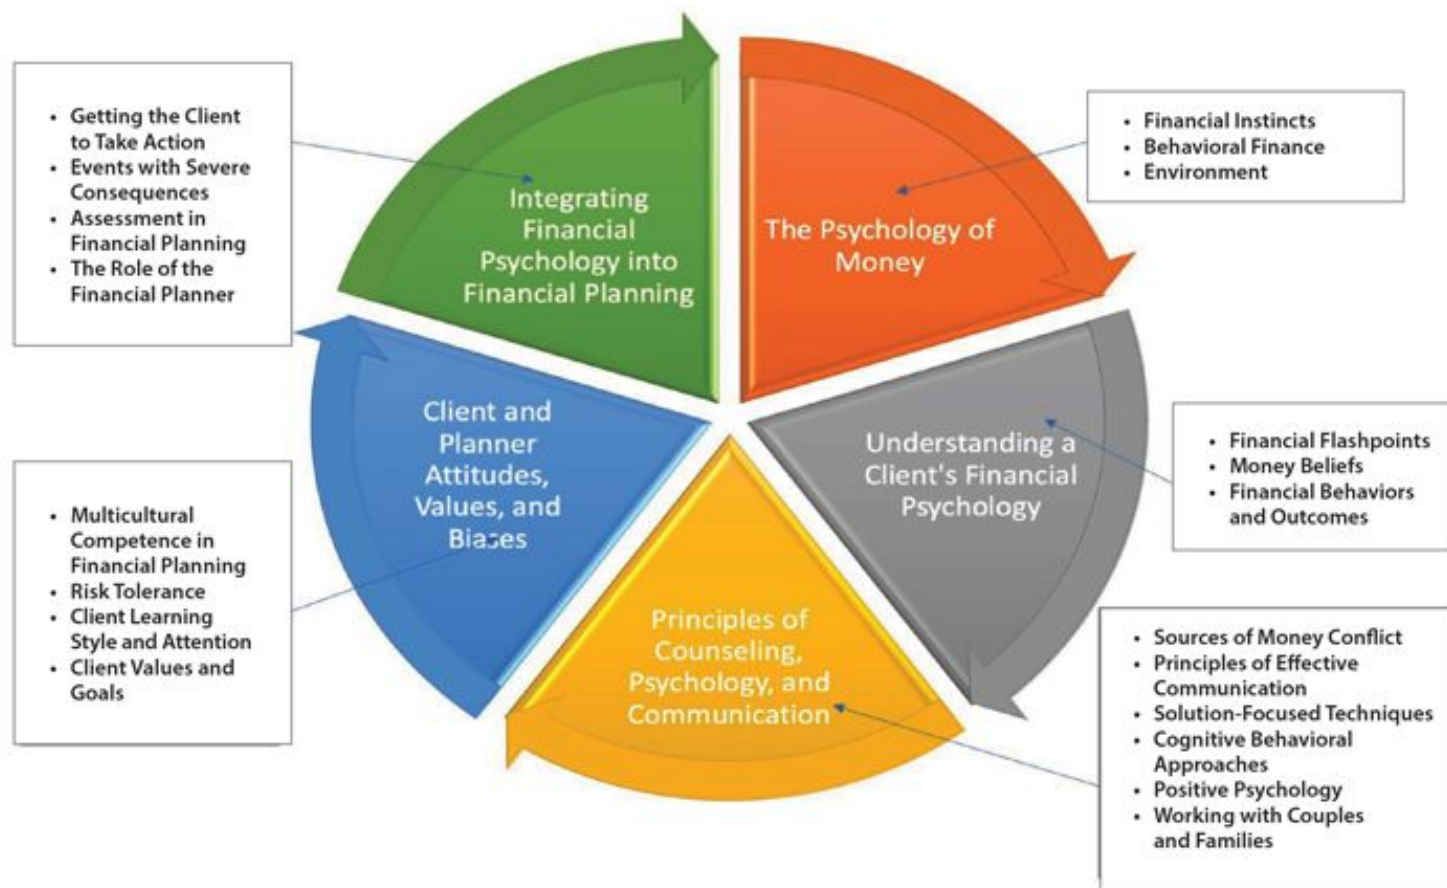 • Getting the Client
to Take Action
• Events with Severe
Consequences
• Assessment in
Financial Planning
• The Role of the
Financial Planner
Integrating
Financial
Psychology into
Financial Planning
The Psychology of
Money
• Financial Instincts
• Behavioral Finance
• Environment
Understanding a
Client's Financial
Psychology
• Financial Flashpoints
• Money Beliefs
• Financial Behaviors
and Outcomes
Principles of
Counseling,
Psychology, and
Communication
• Sources of Money Conflict
• Principles of Effective
Communication
• Solution-Focused Techniques
• Cognitive Behavioral
Approaches
• Positive Psychology
• Working with Couples
and Families
Client and
Planner
Attitudes,
Values, and
Biases
• Multicultural
Competence in
Financial Planning
• Risk Tolerance
• Client Learning
Style and Attention
• Client Values and
Goals